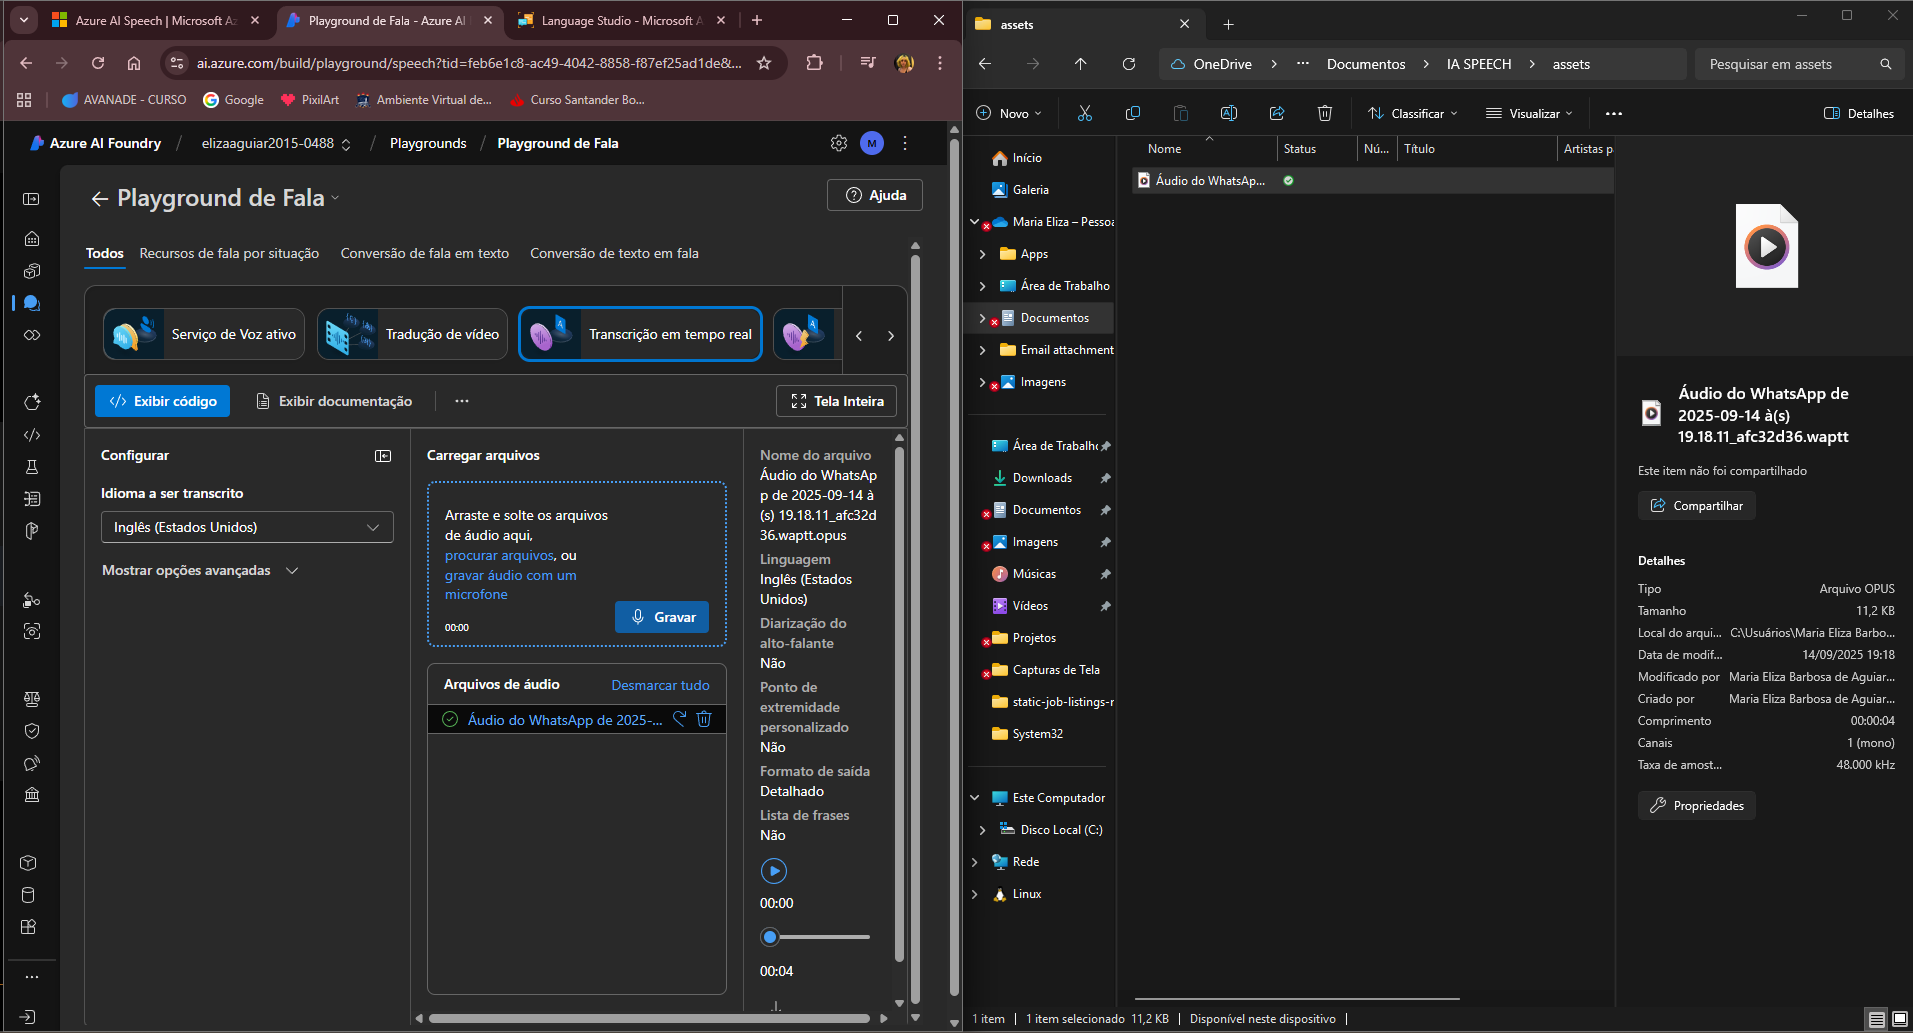 Azure AI Speech | Microsoft Az
Playground de Fala - Azure AI
Language Studio - Microsoft A
ai.azure.com/build/playground/speech?tid=feb6e1c8-ac49-4042-8858-f87ef25ad1de&...
AVANADE - CURSO
Google
PixilArt
Ambiente Virtual de...
Curso Santander Bo...
Azure AI Foundry
/
elizaaguiar2015-0488
/
Playgrounds
/
Playground de Fala
M
Playground de Fala
Ajuda
Todos
Recursos de fala por situação
Conversão de fala em texto
Conversão de texto em fala
Serviço de Voz ativo
Tradução de vídeo
Transcrição em tempo real
Exibir código
Exibir documentação
Tela Inteira
Configurar
Idioma a ser transcrito
Inglês (Estados Unidos)
Mostrar opções avançadas
Carregar arquivos
Arraste e solte os arquivos
de áudio aqui,
procurar arquivos, ou
gravar áudio com um
microfone
00:00
Gravar
Arquivos de áudio
Desmarcar tudo
Áudio do WhatsApp de 2025-...
Nome do arquivo
Áudio do WhatsAp
p de 2025-09-14 à
(s) 19.18.11_afc32d
36.waptt.opus
Linguagem
Inglês (Estados
Unidos)
Diarização do
alto-falante
Não
Ponto de
extremidade
personalizado
Não
Formato de saída
Detalhado
Lista de frases
Não
00:00
00:04
assets
OneDrive
Documentos
IA SPEECH
assets
Pesquisar em assets
Novo
Classificar
Visualizar
Detalhes
Início
Galeria
Maria Eliza – Pessoa
Apps
Área de Trabalho
Documentos
Email attachment
Imagens
Área de Trabalho
Downloads
Documentos
Imagens
Músicas
Vídeos
Projetos
Capturas de Tela
static-job-listings-r
System32
Este Computador
Disco Local (C:)
Rede
Linux
Nome
Status
Nú...
Título
Artistas p
Áudio do WhatsAp...
Áudio do WhatsApp de
2025-09-14 à(s)
19.18.11_afc32d36.waptt
Este item não foi compartilhado
Compartilhar
Detalhes
Tipo
Arquivo OPUS
Tamanho
11,2 KB
Local do arqui...
C:\Usuários\Maria Eliza Barbo...
Data de modif...
14/09/2025 19:18
Modificado por
Maria Eliza Barbosa de Aguiar...
Criado por
Maria Eliza Barbosa de Aguiar...
Comprimento
00:00:04
Canais
1 (mono)
Taxa de amost...
48.000 kHz
Propriedades
1 item
1 item selecionado 11,2 KB
Disponível neste dispositivo